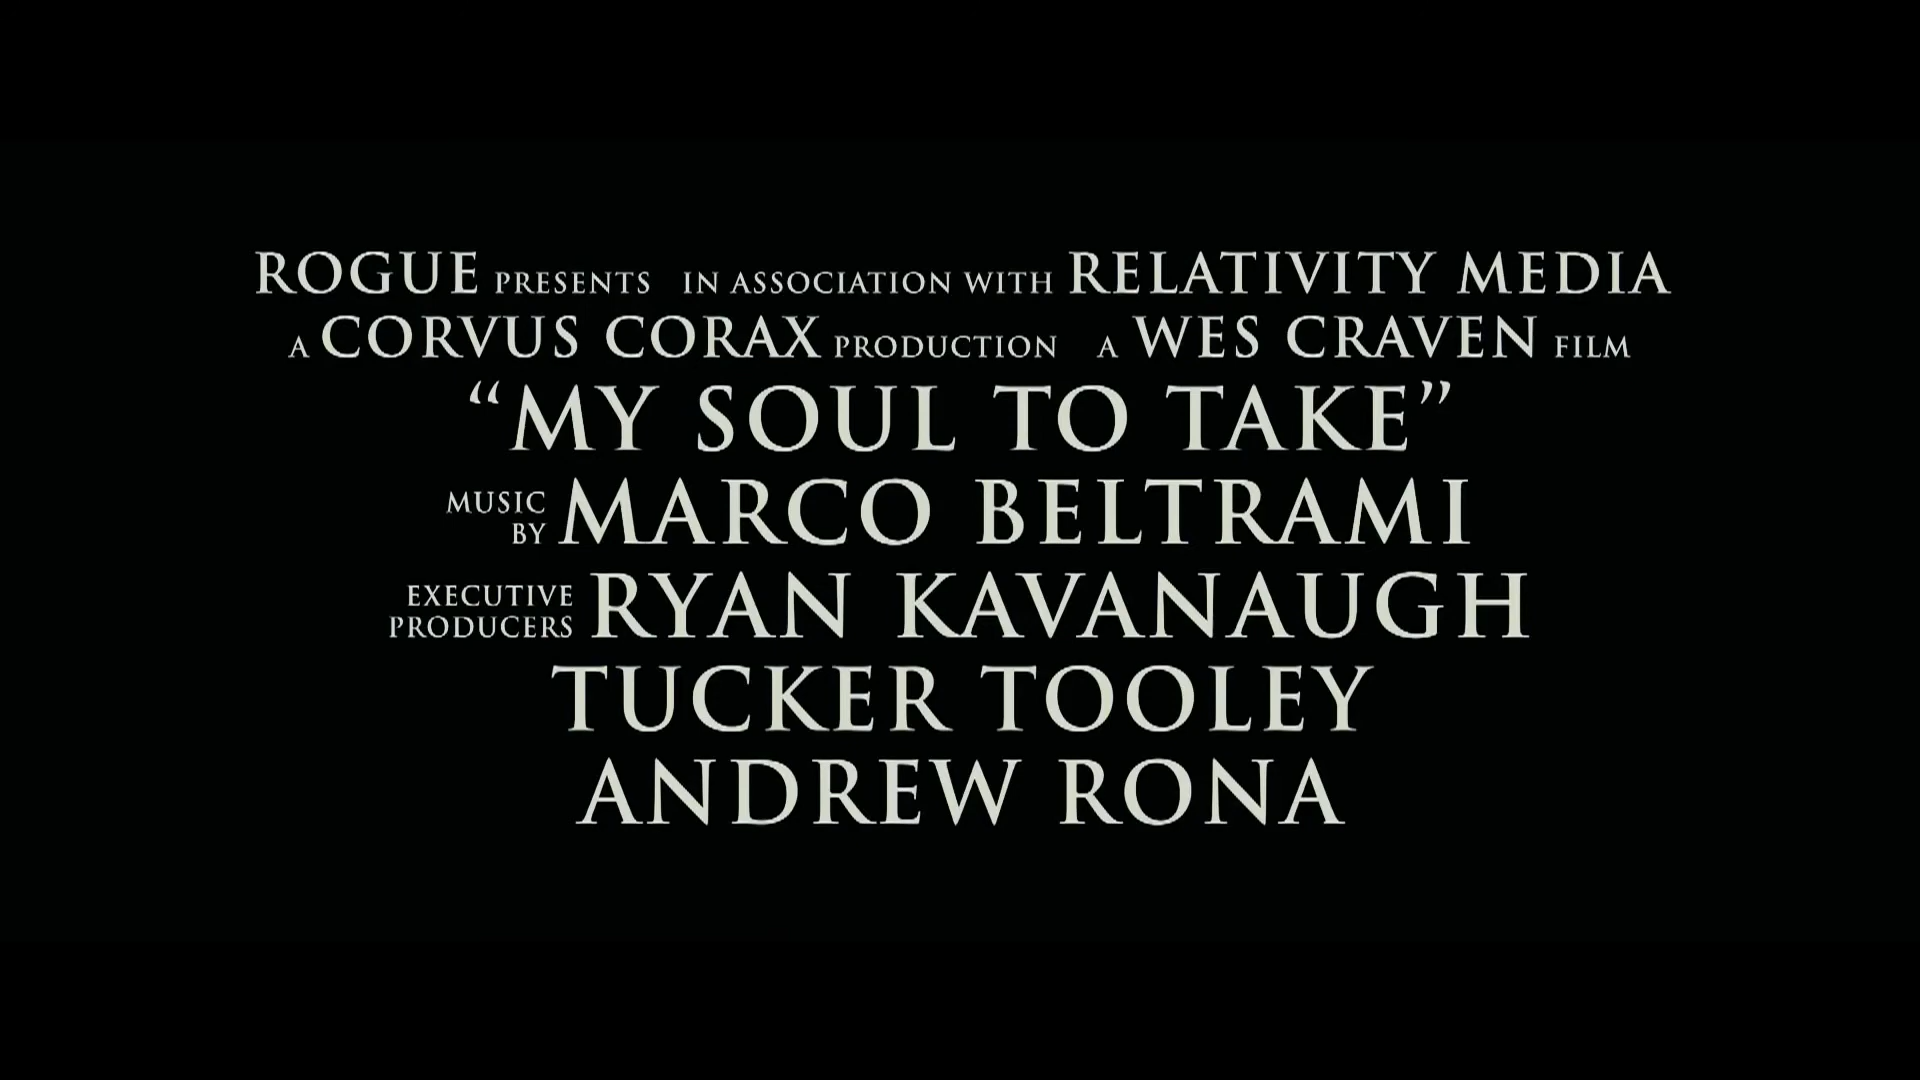 ROGUE PRESENTS IN ASSOCIATION WITH RELATIVITY MEDIA
A CORVUS CORAX PRODUCTION A WES CRAVEN FILM
“MY SOUL TO TAKE”
MUSIC BY MARCO BELTRAMI
EXECUTIVE PRODUCERS RYAN KAVANAUGH
TUCKER TOOLEY
ANDREW RONA